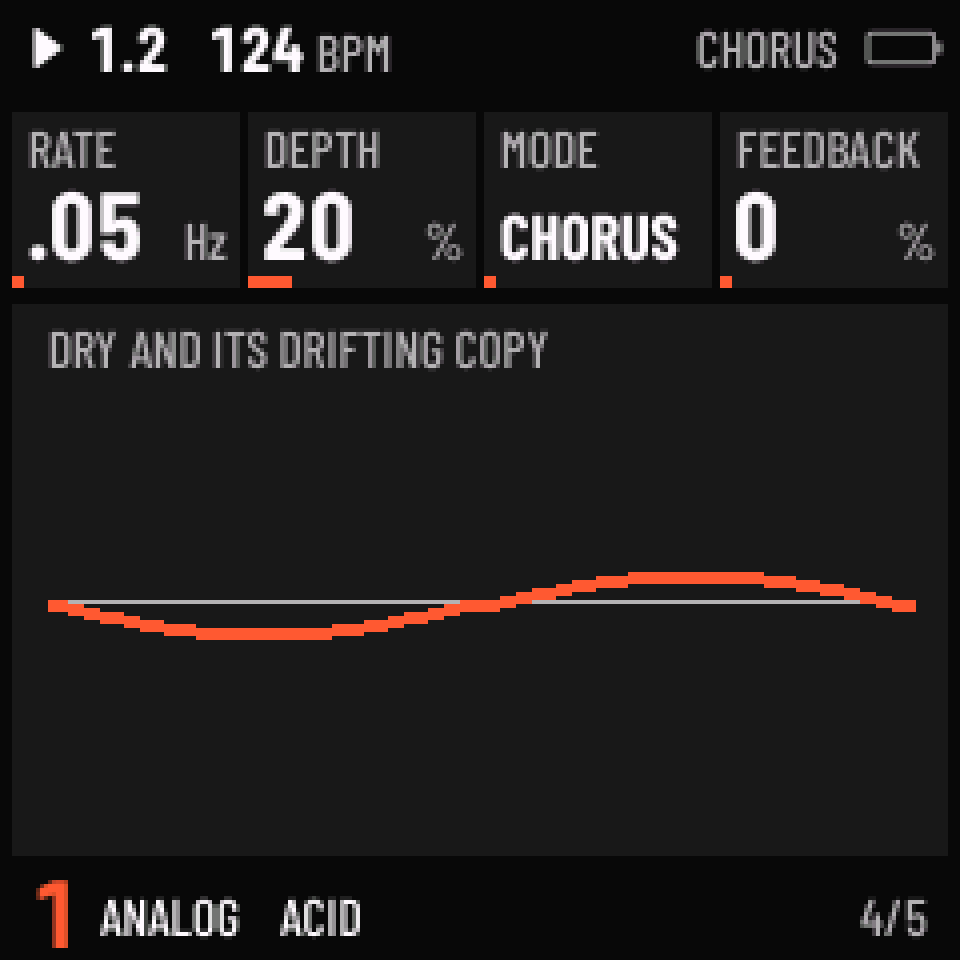 1.2 124 BPM CHORUS
RATE DEPTH MODE FEEDBACK
.05 Hz 20 % CHORUS 0 %
DRY AND ITS DRIFTING COPY
1 ANALOG ACID 4/5